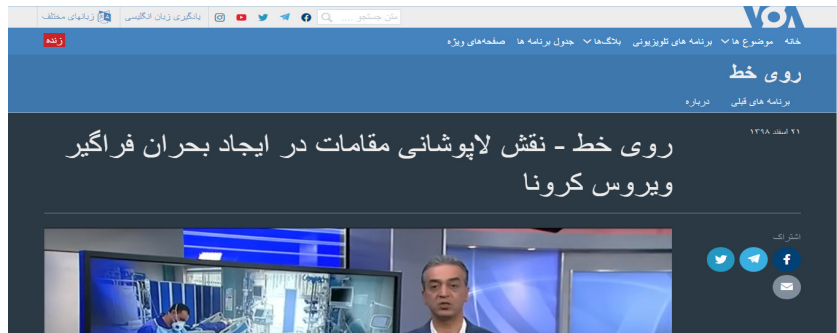 VOA
متن جستجو ....
یادگیری زبان انگلیسی
زبانهای مختلف
خانه موضوع ها برنامه های تلویزیونی بلاگ‌ها جدول برنامه ها صفحه‌های ویژه
زنده
روی خط
برنامه های قبلی درباره
۲۱ اسفند ۱۳۹۸
روی خط - نقش لاپوشانی مقامات در ایجاد بحران فراگیر
ویروس کرونا
اشتراک